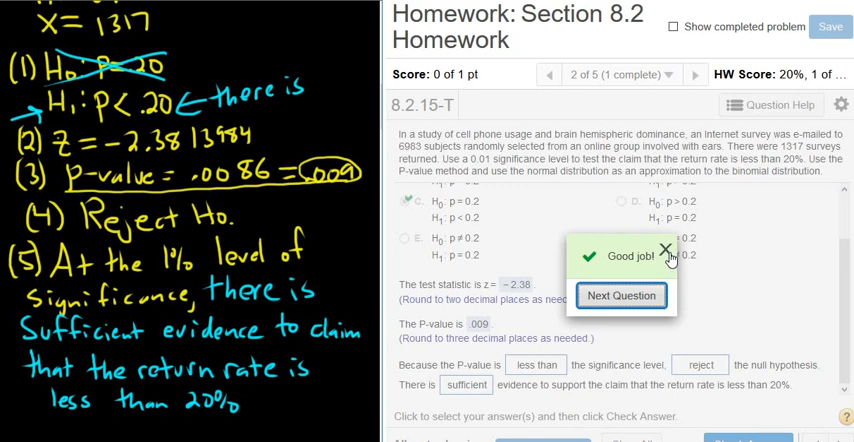 X = 1317
(1) H₀: P = .20
H₁: P < .20 ← there is
(2) Z = -2.3813984
(3) p-value = .0086 = .009
(4) Reject H₀.
(5) At the 1% level of
significance, there is
sufficient evidence to claim
that the return rate is
less than 20%
Homework: Section 8.2
Homework
Show completed problem
Save
Score: 0 of 1 pt
2 of 5 (1 complete)
HW Score: 20%, 1 of ...
8.2.15-T
Question Help
In a study of cell phone usage and brain hemispheric dominance, an Internet survey was e-mailed to
6983 subjects randomly selected from an online group involved with ears. There were 1317 surveys
returned. Use a 0.01 significance level to test the claim that the return rate is less than 20%. Use the
P-value method and use the normal distribution as an approximation to the binomial distribution.
C. H₀: p = 0.2
H₁: p < 0.2
D. H₀: p > 0.2
H₁: p = 0.2
E. H₀: p ≠ 0.2
H₁: p = 0.2
= 0.2
0.2
Good job!
Next Question
The test statistic is z = - 2.38 .
(Round to two decimal places as nee
The P-value is .009 .
(Round to three decimal places as needed.)
Because the P-value is less than the significance level, reject the null hypothesis.
There is sufficient evidence to support the claim that the return rate is less than 20%.
Click to select your answer(s) and then click Check Answer.